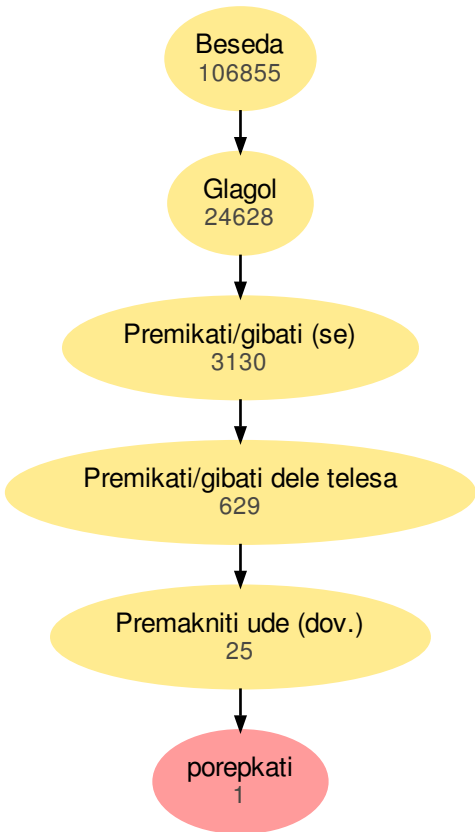 Beseda
106855
Glagol
24628
Premikati/gibati (se)
3130
Premikati/gibati dele telesa
629
Premakniti ude (dov.)
25
porepkati
1